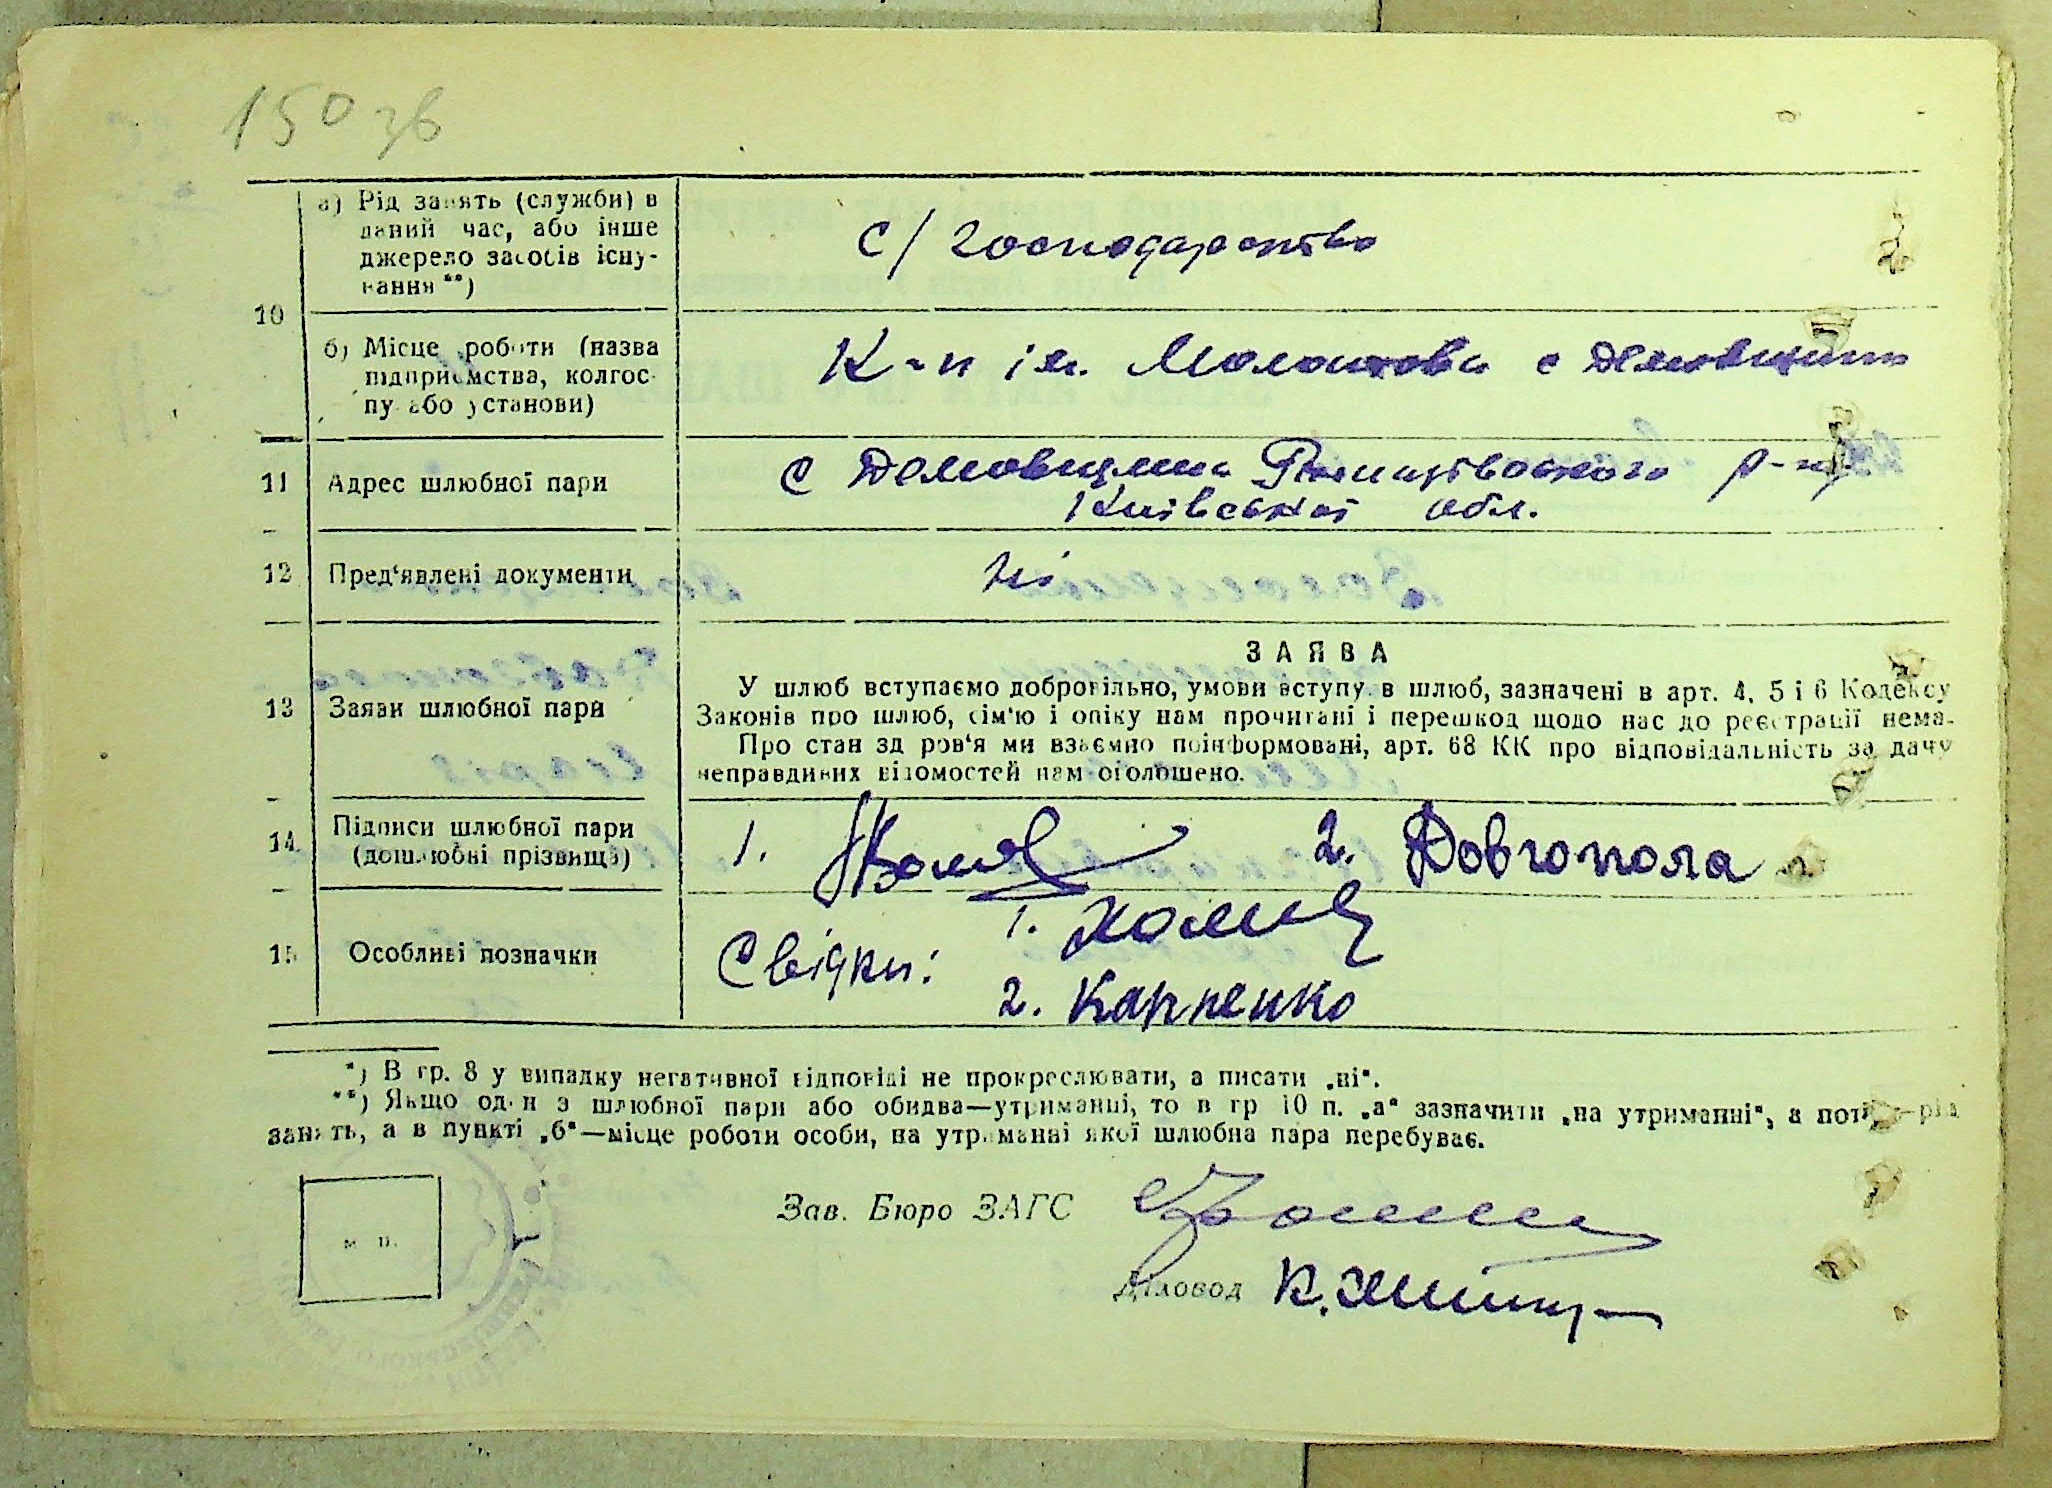 150 зв
10
а) Рід занять (служби) в
даний час, або інше
джерело засобів існу-
вання **)
с/господарство
б) Місце роботи (назва
підприємства, колгос-
пу або установи)
К-п ім. Молотова с Демовщина
11 Адрес шлюбної пари
с Демовщина р-ну
Київської обл.
12 Пред'явлені документи
Ні
13 Заяви шлюбної пари
ЗАЯВА
У шлюб вступаємо добровільно, умови вступу в шлюб, зазначені в арт. 4, 5 і 6 Кодексу
Законів про шлюб, сім'ю і опіку нам прочитані і перешкод щодо нас до реєстрації нема.
Про стан здоров'я ми взаємно поінформовані, арт. 68 КК про відповідальність за дачу
неправдивих відомостей нам оголошено.
14 Підписи шлюбної пари
(дошлюбні прізвища)
1. 2. Довгопола
15 Особливі позначки
Свідки: 1.
2. Карпенко
*) В гр. 8 у випадку негативної відповіді не прокреслювати, а писати „ні".
**) Якщо один з шлюбної пари або обидва—утриманці, то в гр 10 п. „а" зазначити „на утриманні", а потім—рід
занять, а в пункті „б"—місце роботи особи, на утриманні якої шлюбна пара перебуває.
м п.
Зав. Бюро ЗАГС
Діловод